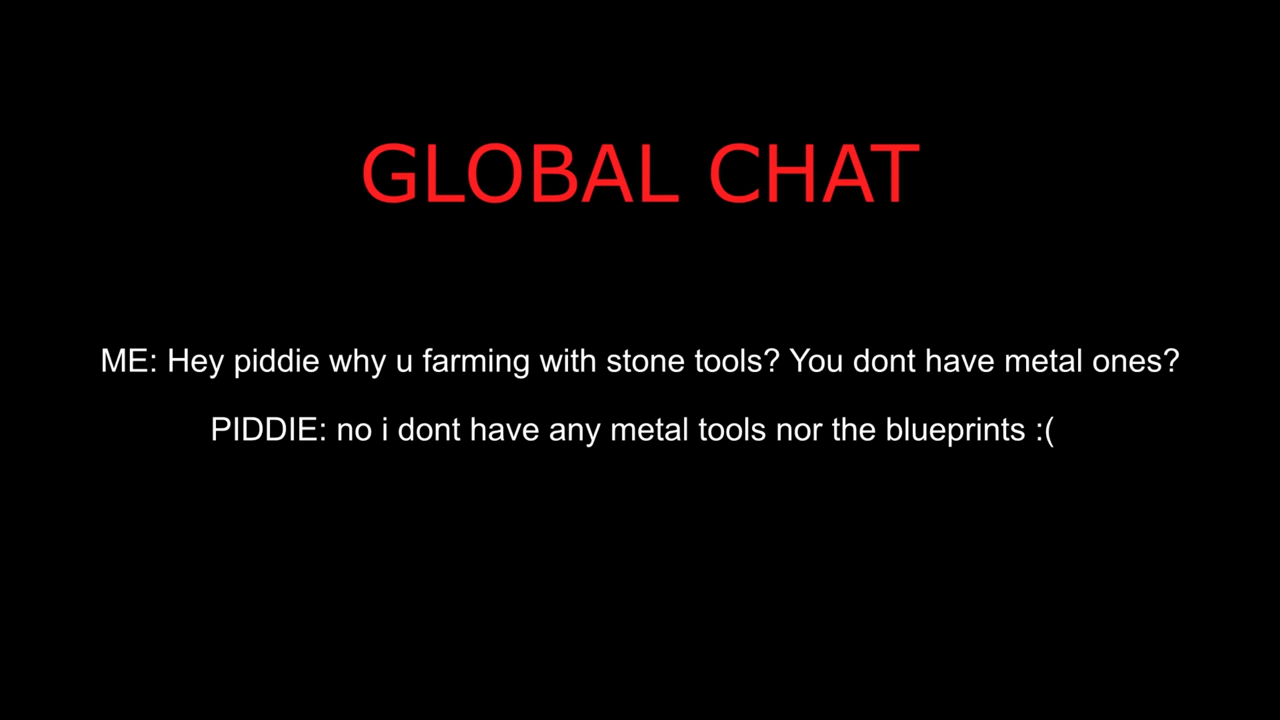 GLOBAL CHAT
ME: Hey piddie why u farming with stone tools? You dont have metal ones?
PIDDIE: no i dont have any metal tools nor the blueprints :(